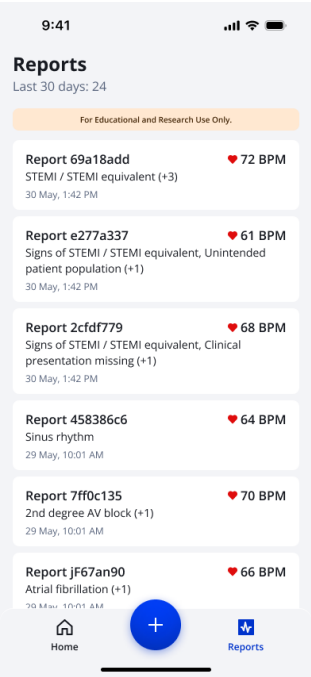 9:41
Reports
Last 30 days: 24
For Educational and Research Use Only.
Report 69a18add
72 BPM
STEMI / STEMI equivalent (+3)
30 May, 1:42 PM
Report e277a337
61 BPM
Signs of STEMI / STEMI equivalent, Unintended
patient population (+1)
30 May, 1:42 PM
Report 2cfdf779
68 BPM
Signs of STEMI / STEMI equivalent, Clinical
presentation missing (+1)
30 May, 1:42 PM
Report 458386c6
64 BPM
Sinus rhythm
29 May, 10:01 AM
Report 7ff0c135
70 BPM
2nd degree AV block (+1)
29 May, 10:01 AM
Report jF67an90
66 BPM
Atrial fibrillation (+1)
29 May, 10:01 AM
Home
Reports